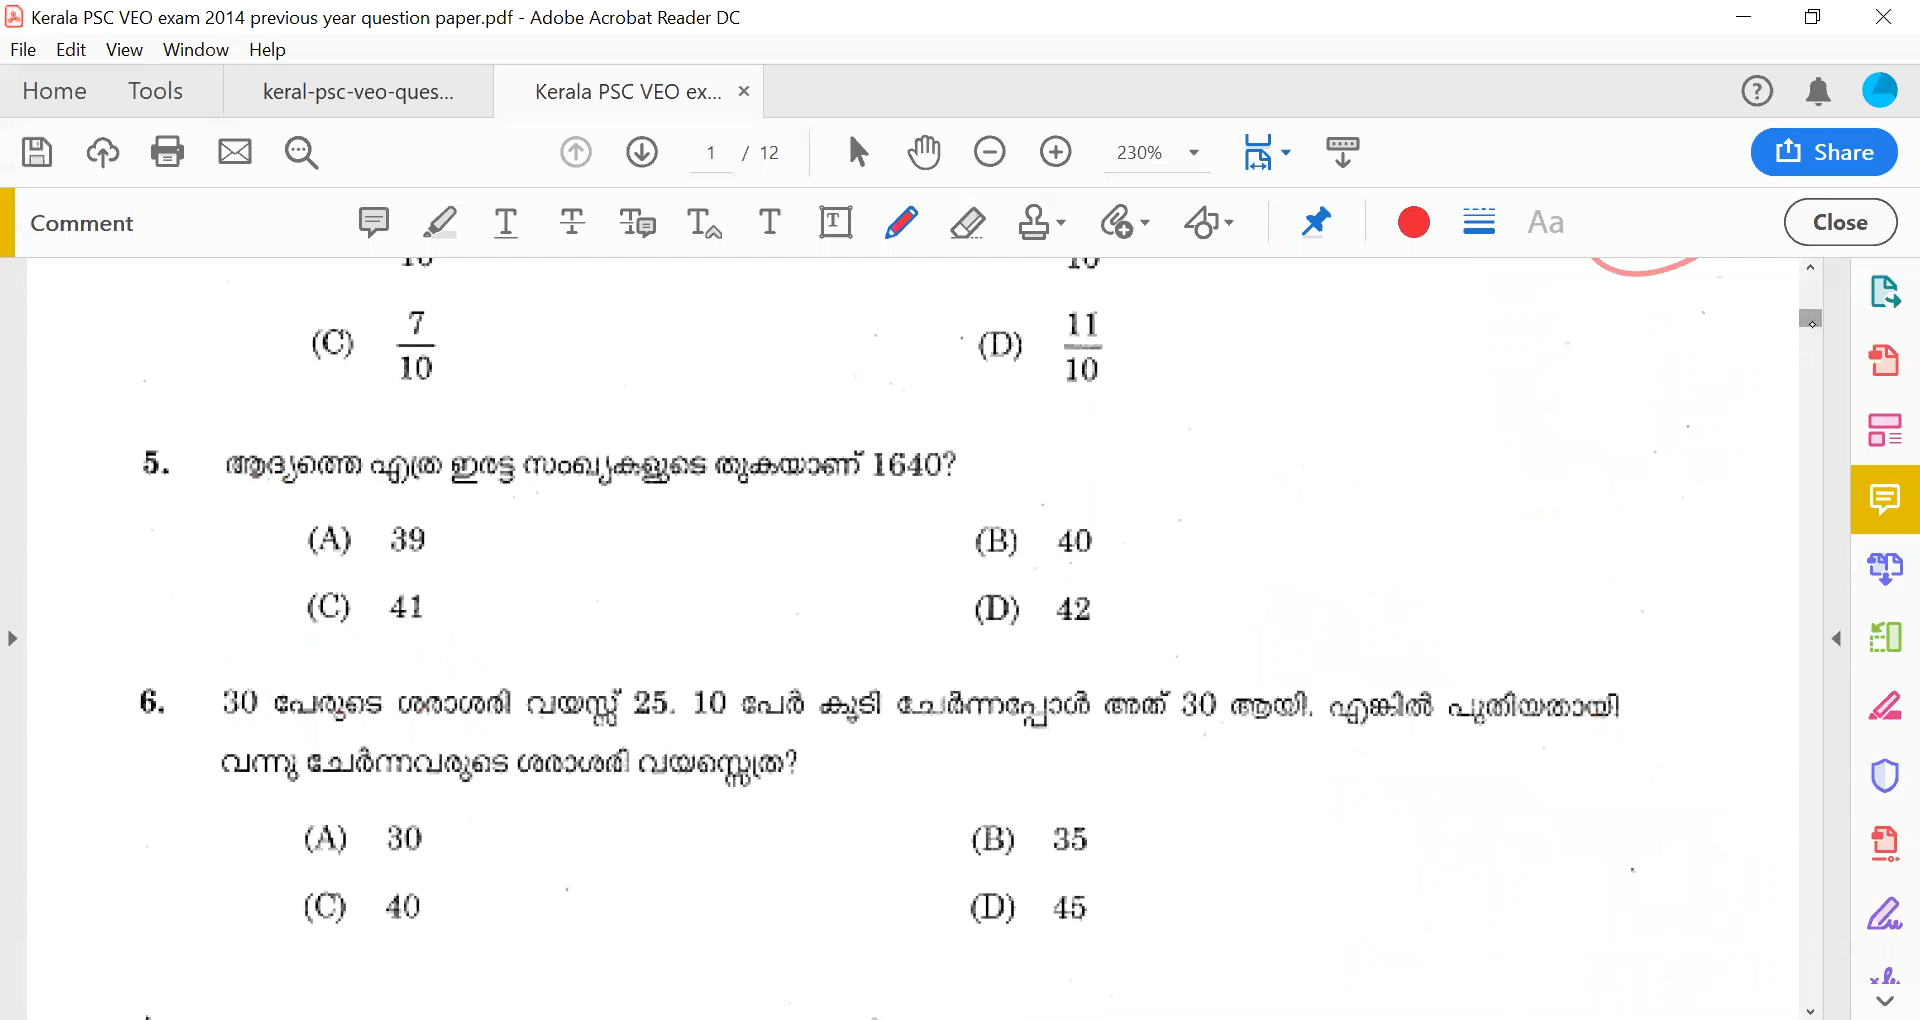 Kerala PSC VEO exam 2014 previous year question paper.pdf - Adobe Acrobat Reader DC
File Edit View Window Help
Home Tools keral-psc-veo-ques... Kerala PSC VEO ex... ×
1 / 12 230% Share
Comment T T T T T T Aa Close
10 10
(C) 7/10 (D) 11/10
5. ആദ്യത്തെ എത്ര ഇരട്ട സംഖ്യകളുടെ തുകയാണ് 1640?
(A) 39 (B) 40
(C) 41 (D) 42
6. 30 പേരുടെ ശരാശരി വയസ്സ് 25. 10 പേർ കൂടി ചേർന്നപ്പോൾ അത് 30 ആയി. എങ്കിൽ പുതിയതായി
വന്നു ചേർന്നവരുടെ ശരാശരി വയസ്സെത്ര?
(A) 30 (B) 35
(C) 40 (D) 45